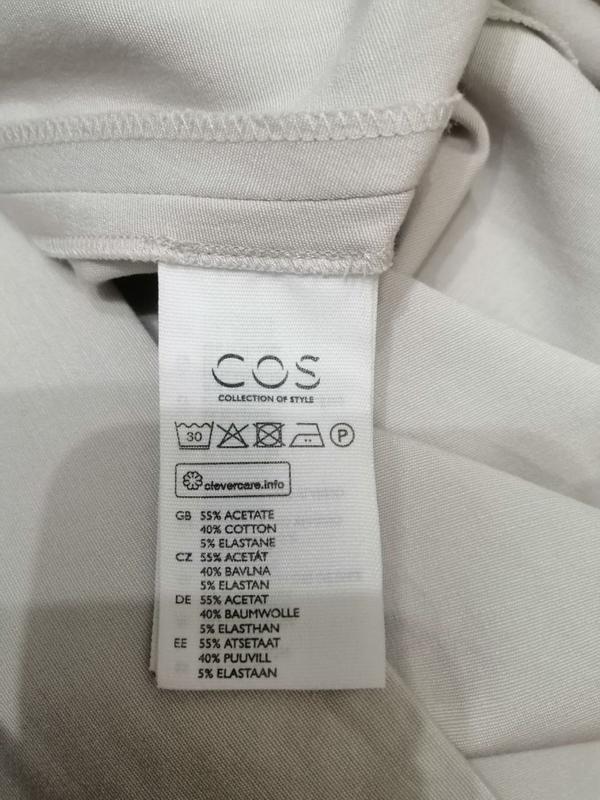 COS
COLLECTION OF STYLE
30 P
clevercare.info
GB 55% ACETATE
40% COTTON
5% ELASTANE
CZ 55% ACETÁT
40% BAVLNA
5% ELASTAN
DE 55% ACETAT
40% BAUMWOLLE
5% ELASTHAN
EE 55% ATSETAAT
40% PUUVILL
5% ELASTAAN